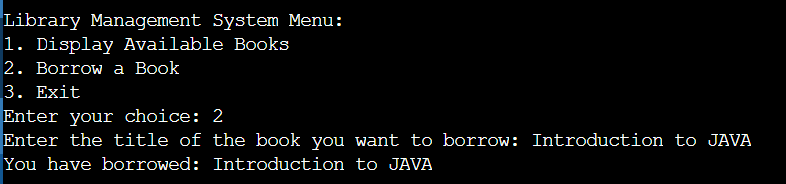 Library Management System Menu:
1. Display Available Books
2. Borrow a Book
3. Exit
Enter your choice: 2
Enter the title of the book you want to borrow: Introduction to JAVA
You have borrowed: Introduction to JAVA